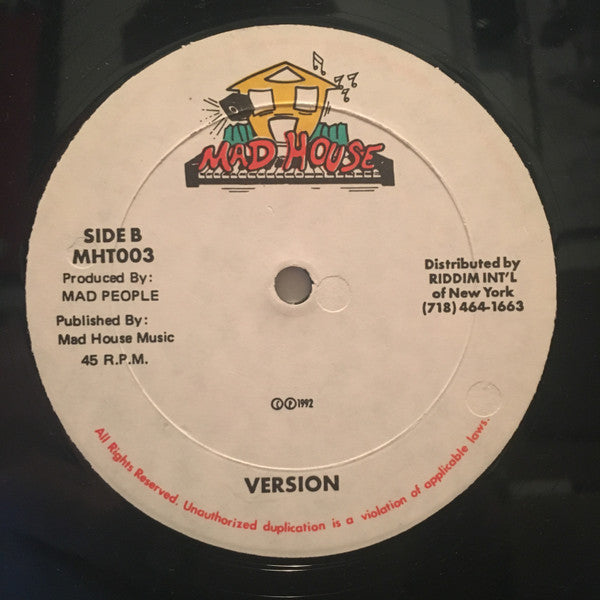 MAD HOUSE
SIDE B
MHT003
Produced By:
MAD PEOPLE
Published By:
Mad House Music
45 R.P.M.
Distributed by
RIDDIM INT'L
of New York
(718) 464-1663
©℗1992
VERSION
All Rights Reserved. Unauthorized duplication is a violation of applicable laws.